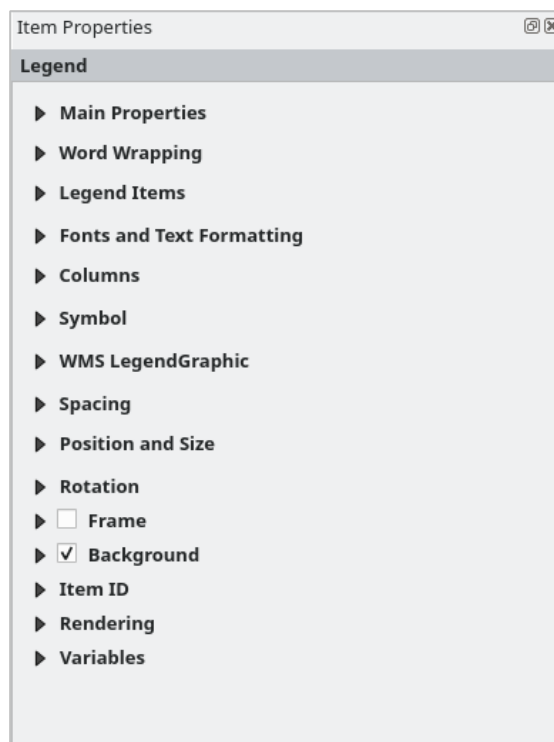 Item Properties
Legend
Main Properties
Word Wrapping
Legend Items
Fonts and Text Formatting
Columns
Symbol
WMS LegendGraphic
Spacing
Position and Size
Rotation
Frame
Background
Item ID
Rendering
Variables